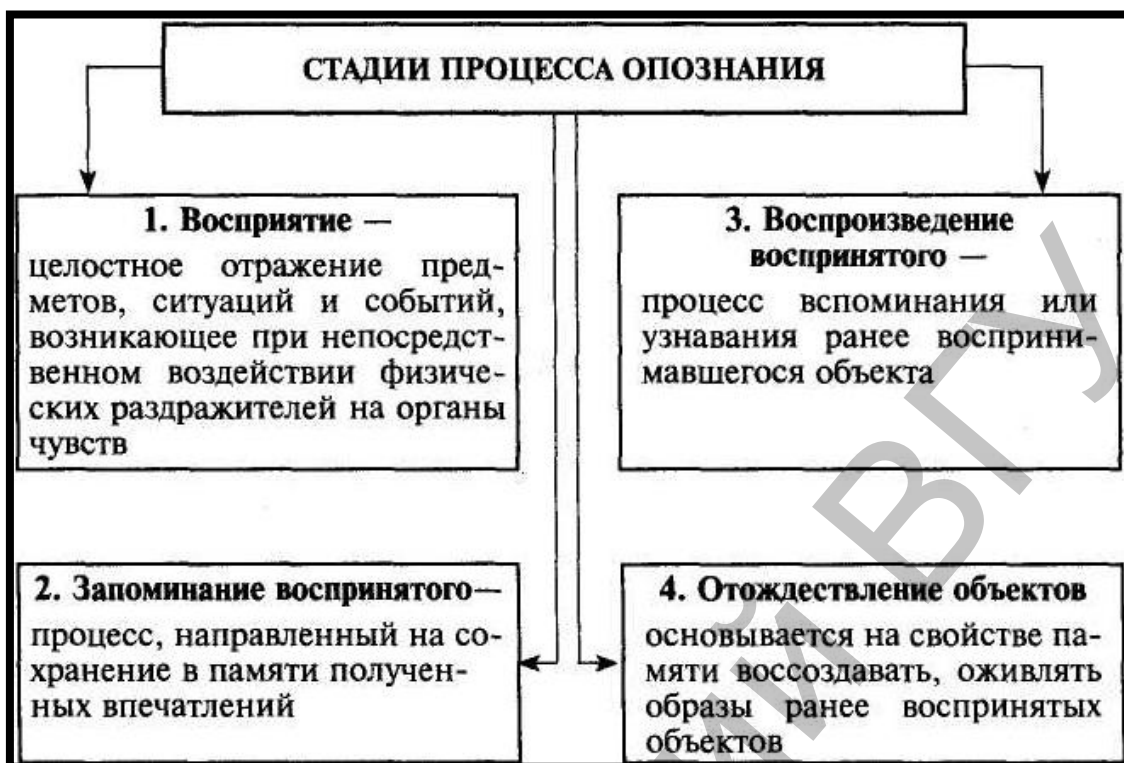 СТАДИИ ПРОЦЕССА ОПОЗНАНИЯ
1. Восприятие —
целостное отражение пред-
метов, ситуаций и событий,
возникающее при непосредст-
венном воздействии физиче-
ских раздражителей на органы
чувств
3. Воспроизведение
воспринятого —
процесс вспоминания или
узнавания ранее восприни-
мавшегося объекта
2. Запоминание воспринятого—
процесс, направленный на со-
хранение в памяти получен-
ных впечатлений
4. Отождествление объектов
основывается на свойстве па-
мяти воссоздавать, оживлять
образы ранее воспринятых
объектов
ВГУ